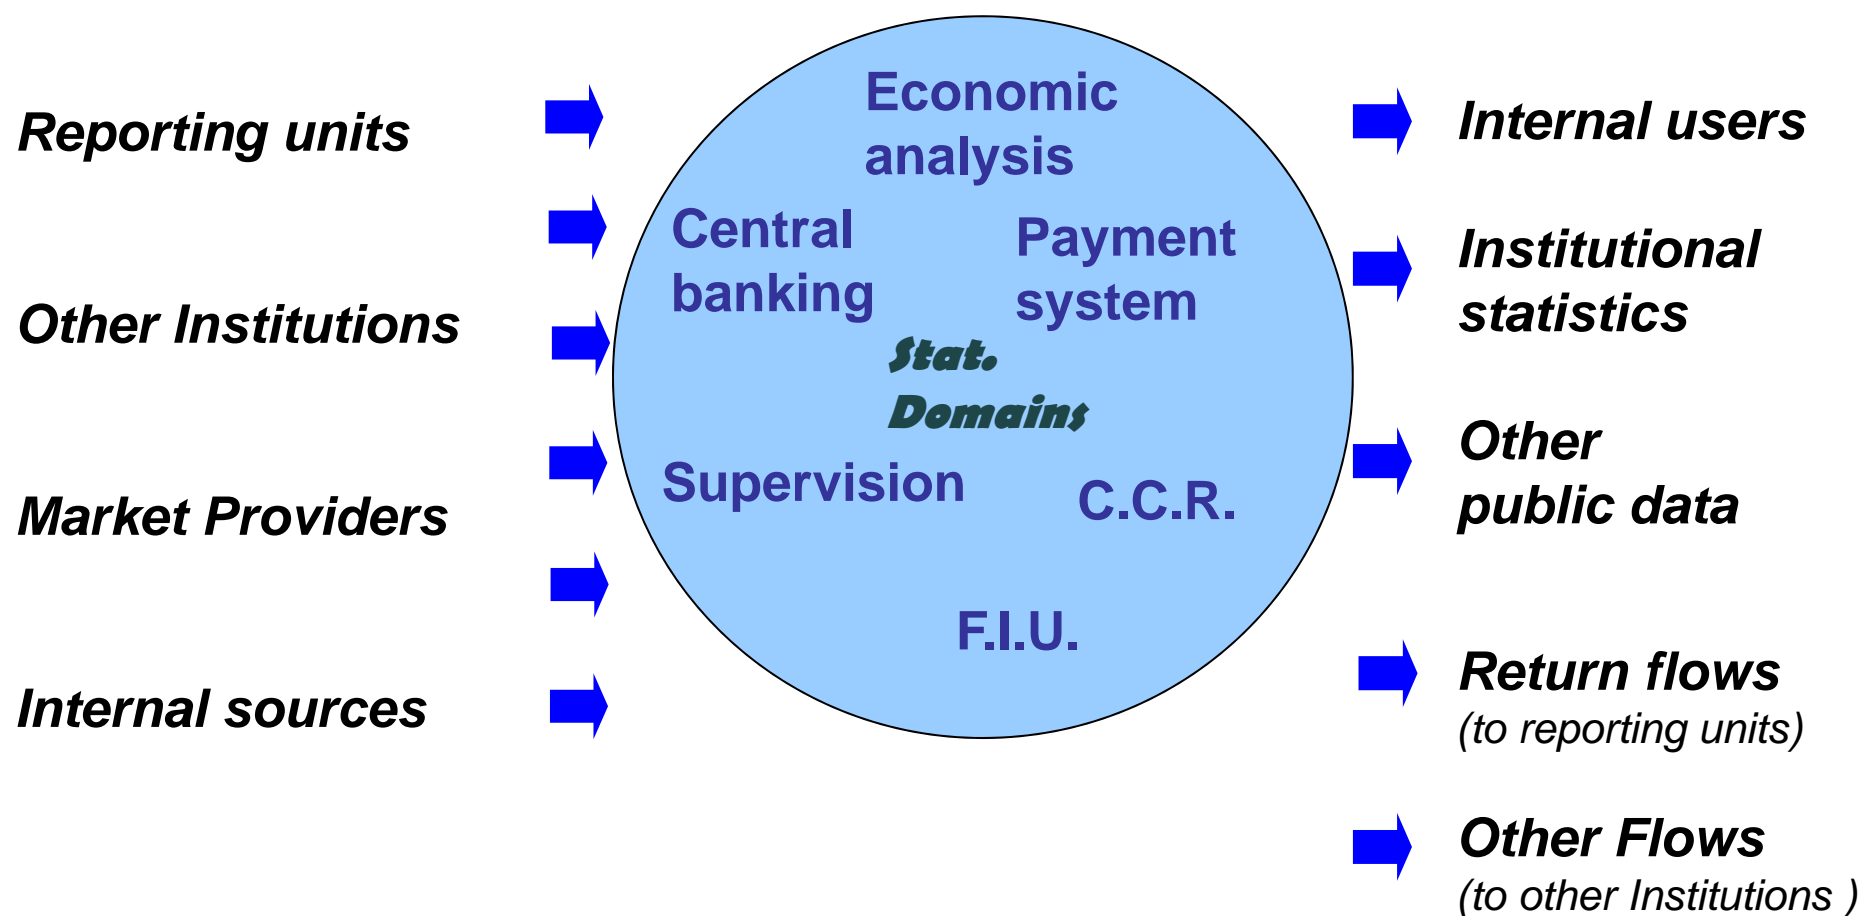 Reporting units
Other Institutions
Market Providers
Internal sources
Economic
analysis
Central
banking
Payment
system
Stat.
Domains
Supervision
C.C.R.
F.I.U.
Internal users
Institutional
statistics
Other
public data
Return flows
(to reporting units)
Other Flows
(to other Institutions )